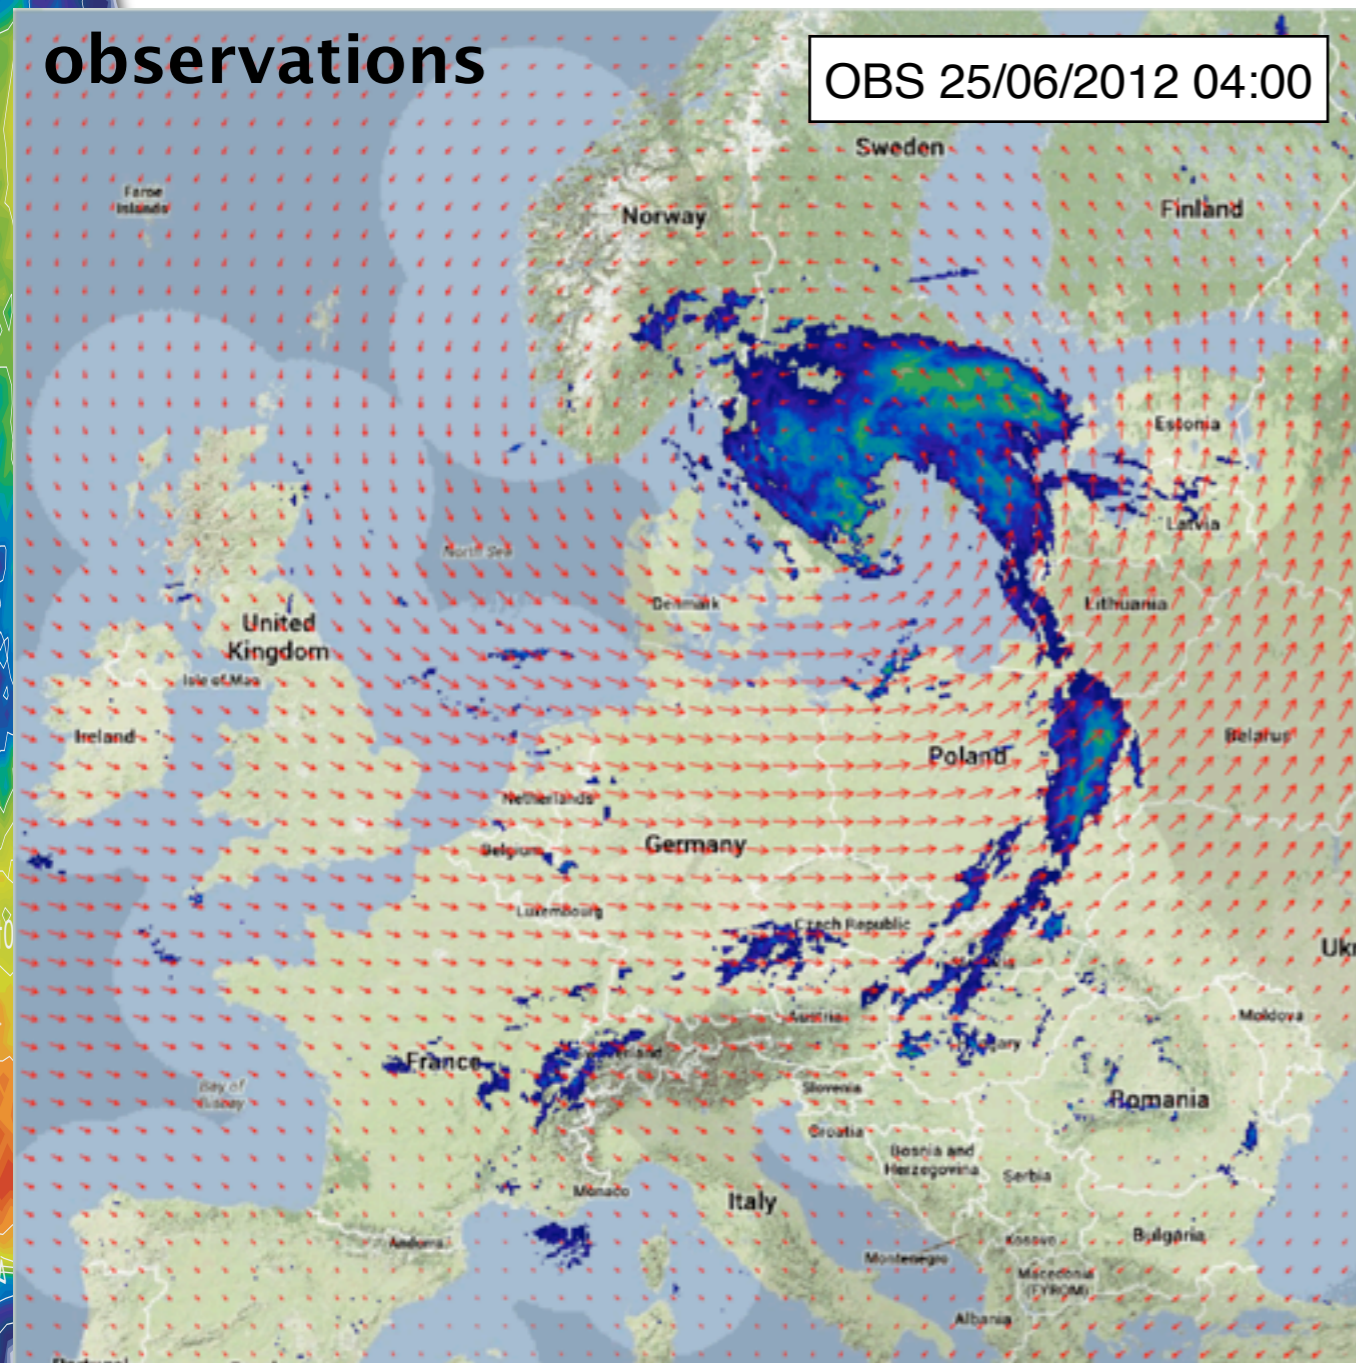 observations
OBS 25/06/2012 04:00
Sweden
Faroe
Islands
Norway
Finland
Estonia
Latvia
North Sea
Denmark
Lithuania
United
Kingdom
Isle of Man
Ireland
Belarus
Poland
Netherlands
Germany
Belgium
Luxembourg
Czech Republic
Ukr
Austria
Moldova
France
Bay of
Biscay
Slovenia
Romania
Croatia
Bosnia and
Herzegovina
Serbia
Monaco
Italy
Andorra
Kosovo
Bulgaria
Montenegro
Macedonia
(FYROM)
Albania